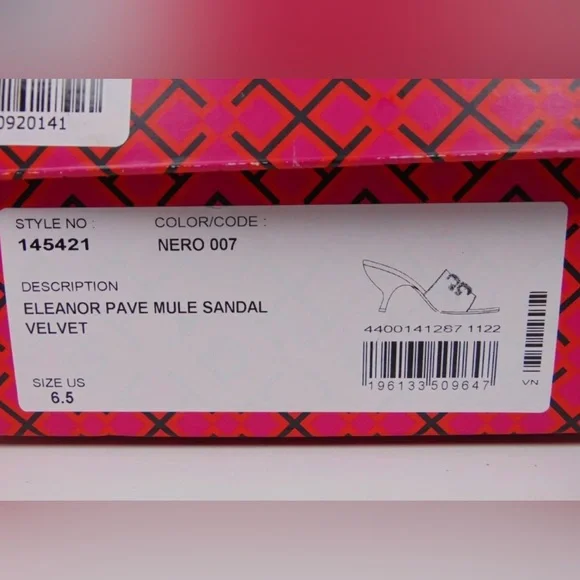 0920141
STYLE NO :
COLOR/CODE :
145421
NERO 007
DESCRIPTION
ELEANOR PAVE MULE SANDAL
VELVET
4400141287 1122
196133 509647
SIZE US
6.5
VN